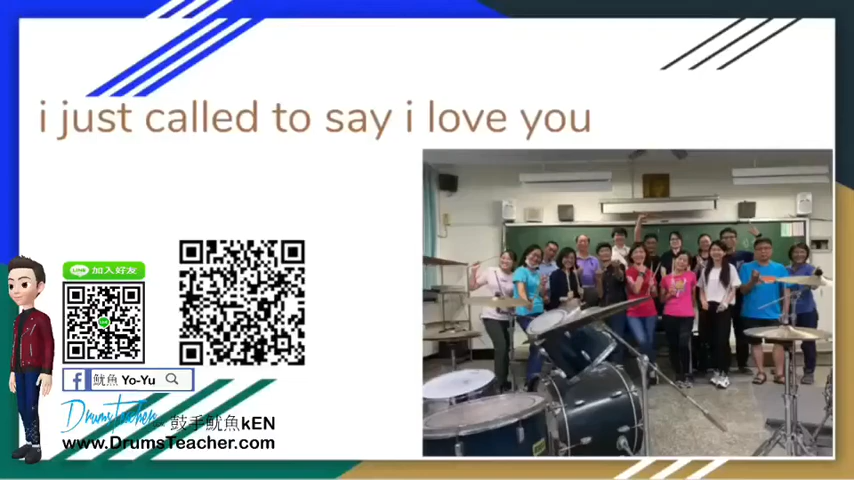 i just called to say i love you
LINE 加入好友
f 魷魚 Yo-Yu
DrumsTeacher 鼓手魷魚kEN
www.DrumsTeacher.com